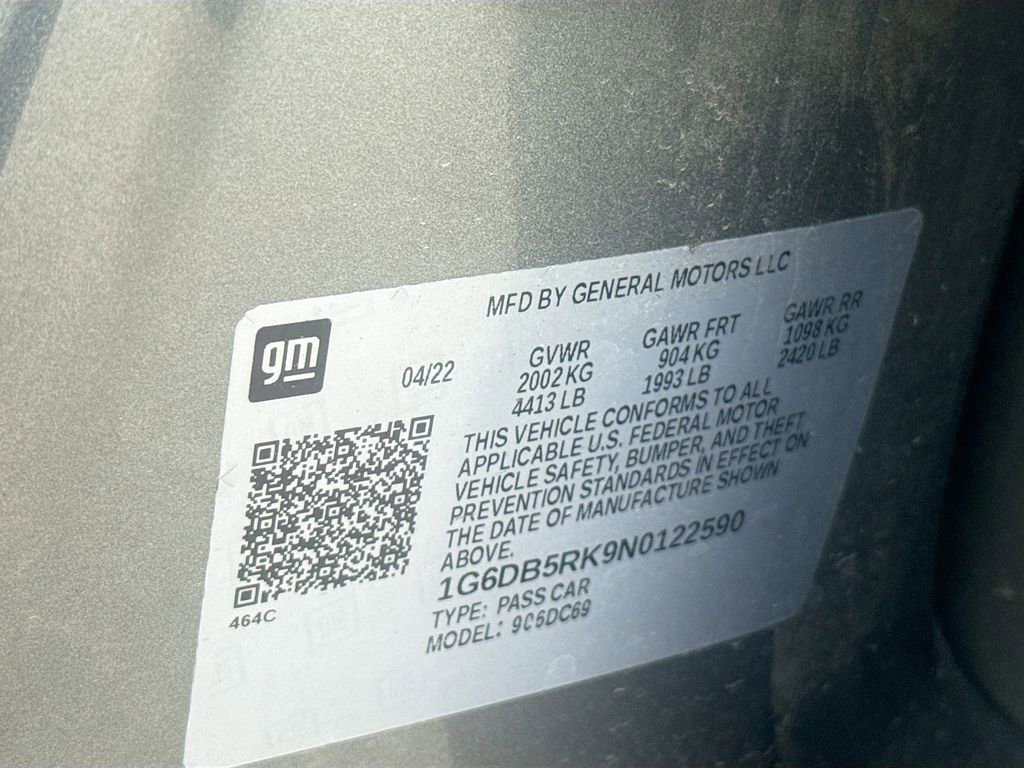 MFD BY GENERAL MOTORS LLC
gm
04/22
GVWR
2002 KG
4413 LB
GAWR FRT
904 KG
1993 LB
GAWR RR
1098 KG
2420 LB
THIS VEHICLE CONFORMS TO ALL
APPLICABLE U.S. FEDERAL MOTOR
VEHICLE SAFETY, BUMPER, AND THEFT
PREVENTION STANDARDS IN EFFECT ON
THE DATE OF MANUFACTURE SHOWN
ABOVE.
1G6DB5RK9N0122590
TYPE: PASS CAR
MODEL: 9C6DC69
464C